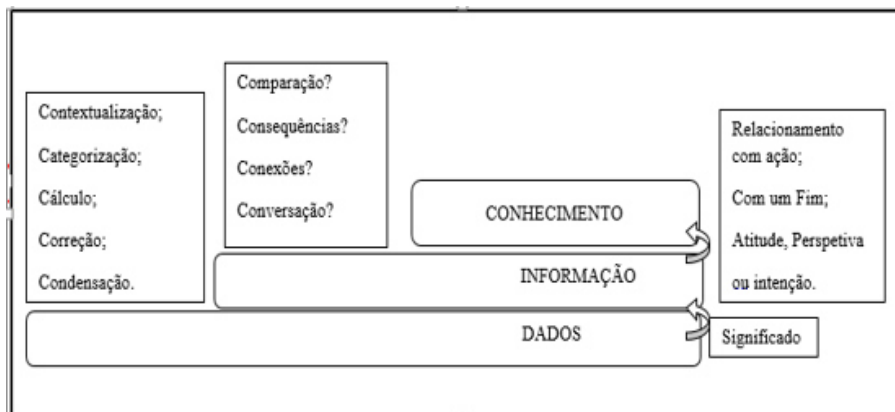 Contextualização;
Categorização;
Cálculo;
Correção;
Condensação.
Comparação?
Consequências?
Conexões?
Conversação?
CONHECIMENTO
INFORMAÇÃO
DADOS
Relacionamento
com ação;
Com um Fim;
Atitude, Perspetiva
ou intenção.
Significado